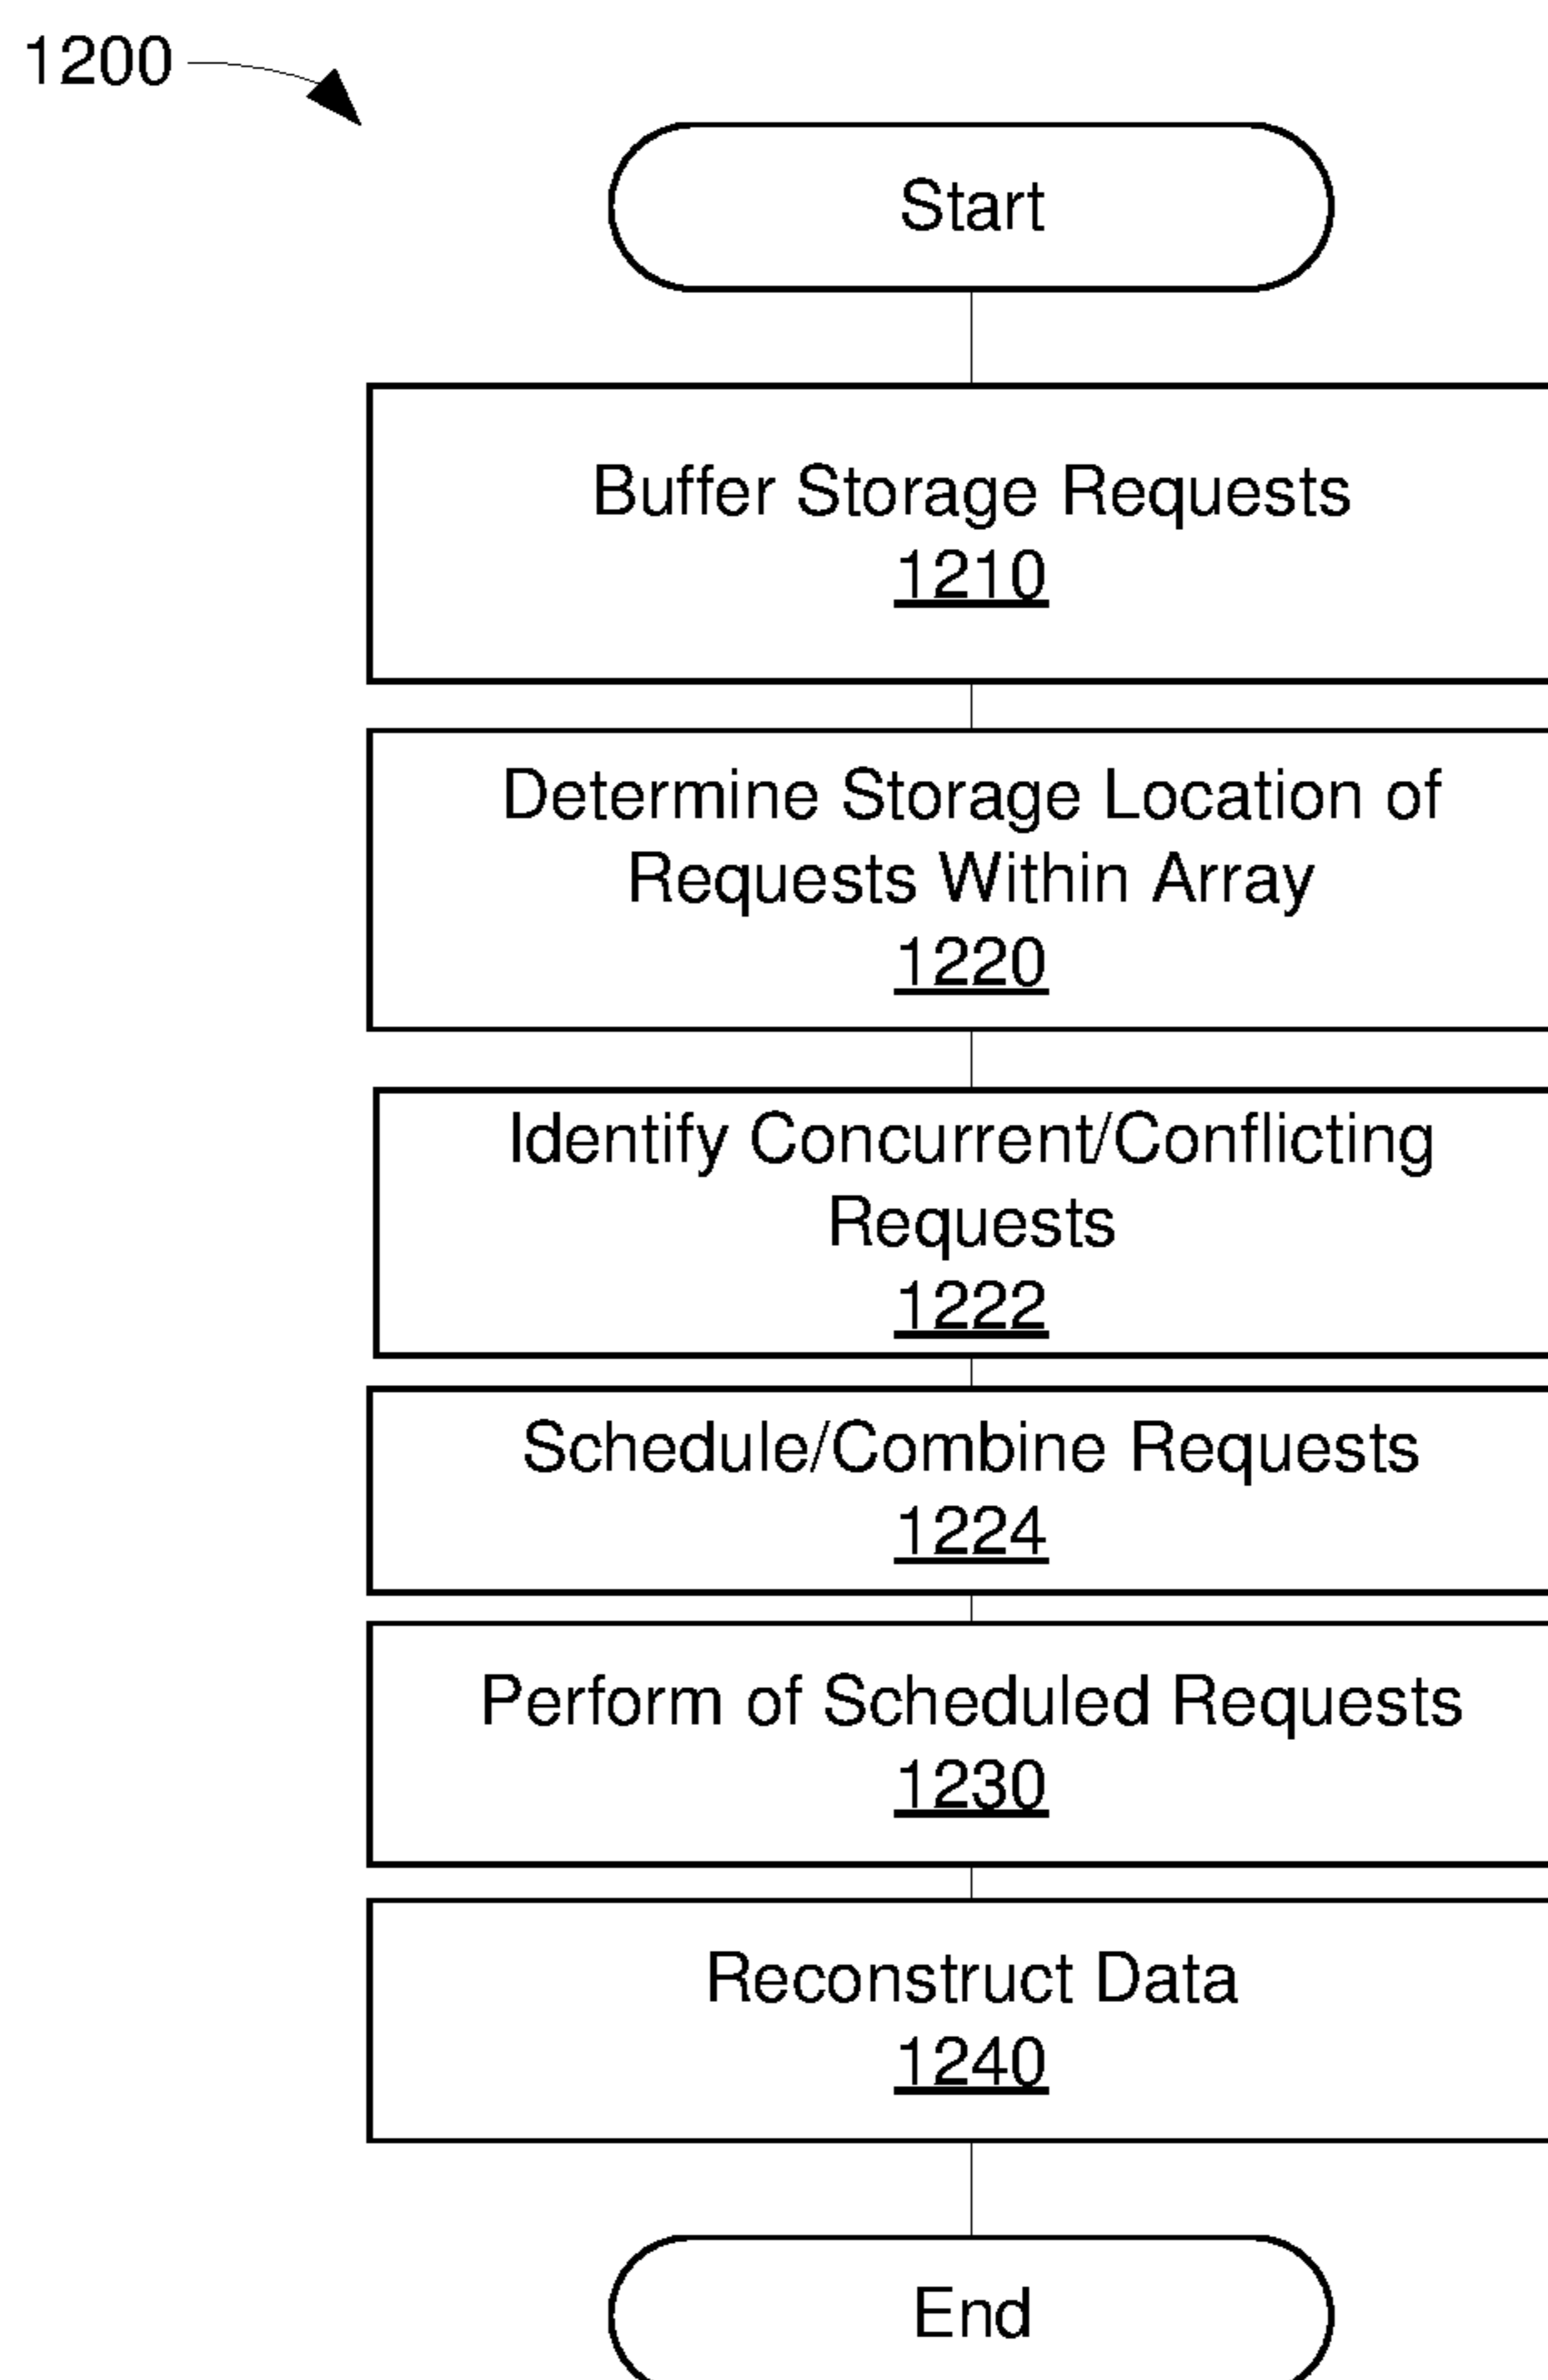 1200
Start
Buffer Storage Requests
1210
Determine Storage Location of
Requests Within Array
1220
Identify Concurrent/Conflicting
Requests
1222
Schedule/Combine Requests
1224
Perform of Scheduled Requests
1230
Reconstruct Data
1240
End